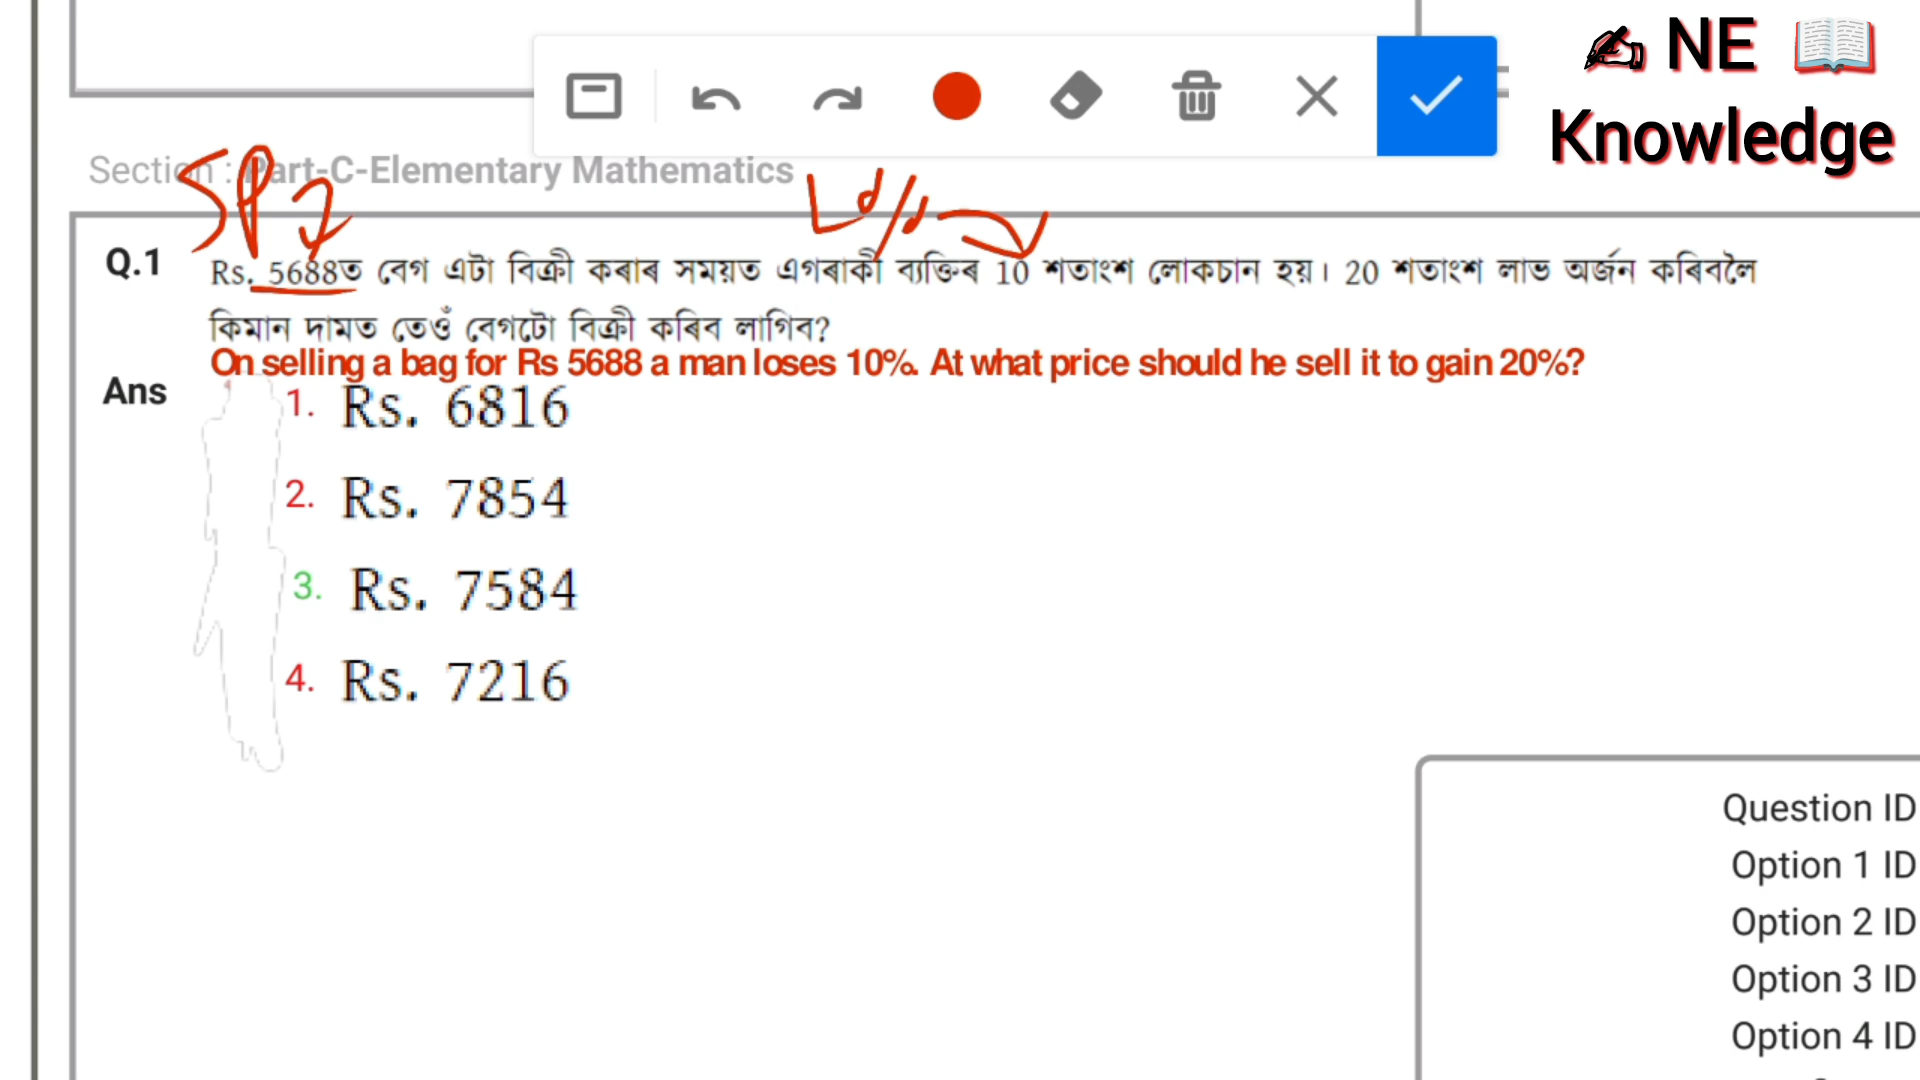 NE
Knowledge
Section : Part-C-Elementary Mathematics
SP
L%
Q.1 Rs. 5688ত বেগ এটা বিক্ৰী কৰাৰ সময়ত এগৰাকী ব্যক্তিৰ 10 শতাংশ লোকচান হয়। 20 শতাংশ লাভ অৰ্জন কৰিবলৈ
কিমান দামত তেওঁ বেগটো বিক্ৰী কৰিব লাগিব?
On selling a bag for Rs 5688 a man loses 10%. At what price should he sell it to gain 20%?
Ans 1. Rs. 6816
2. Rs. 7854
3. Rs. 7584
4. Rs. 7216
Question ID
Option 1 ID
Option 2 ID
Option 3 ID
Option 4 ID